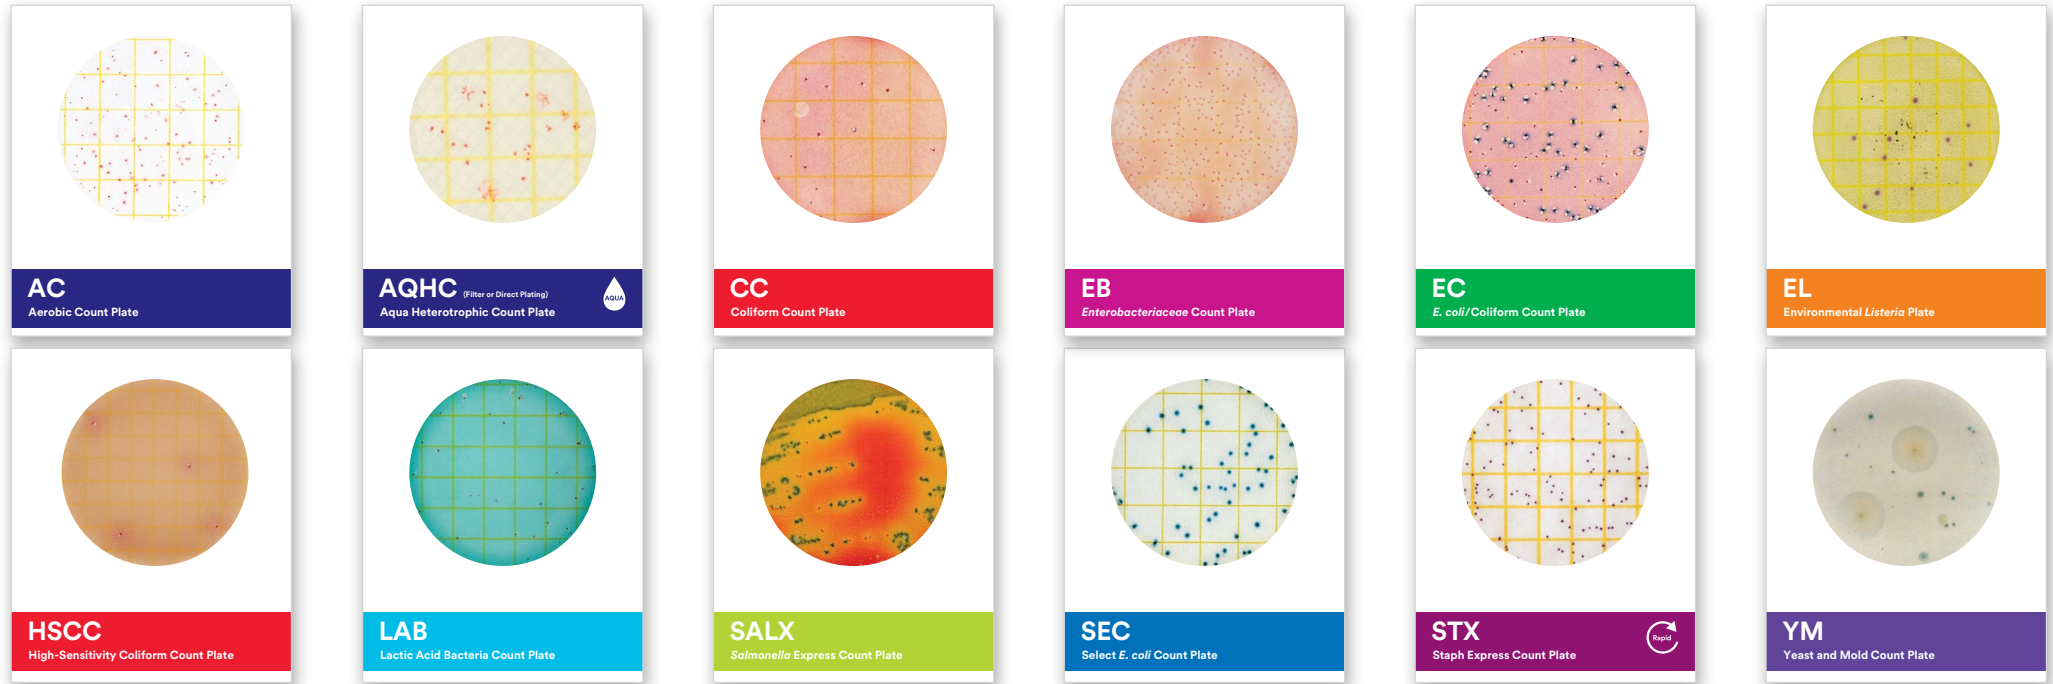 AC
Aerobic Count Plate
AQHC (Filter or Direct Plating)
Aqua Heterotrophic Count Plate
AQUA
CC
Coliform Count Plate
EB
Enterobacteriaceae Count Plate
EC
E. coli/Coliform Count Plate
EL
Environmental Listeria Plate
HSCC
High-Sensitivity Coliform Count Plate
LAB
Lactic Acid Bacteria Count Plate
SALX
Salmonella Express Count Plate
SEC
Select E. coli Count Plate
STX
Staph Express Count Plate
Rapid
YM
Yeast and Mold Count Plate